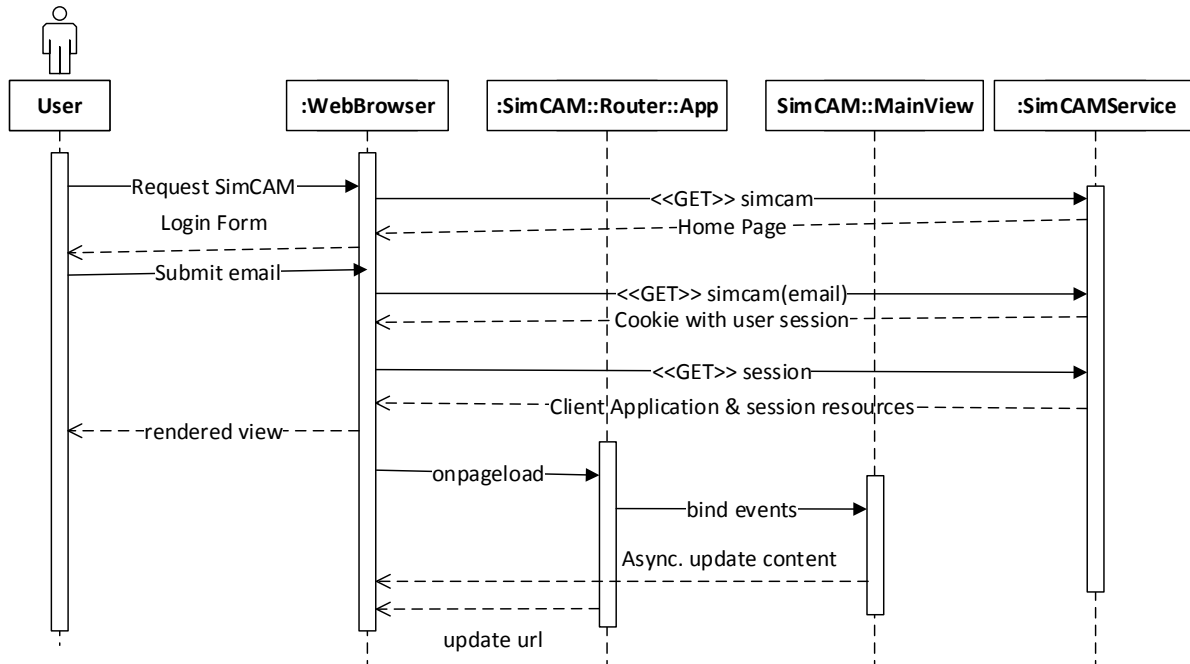 User
:WebBrowser
:SimCAM::Router::App
SimCAM::MainView
:SimCAMService
Request SimCAM
<<GET>> simcam
Login Form
Home Page
Submit email
<<GET>> simcam(email)
Cookie with user session
<<GET>> session
Client Application & session resources
rendered view
onpageload
bind events
Async. update content
update url